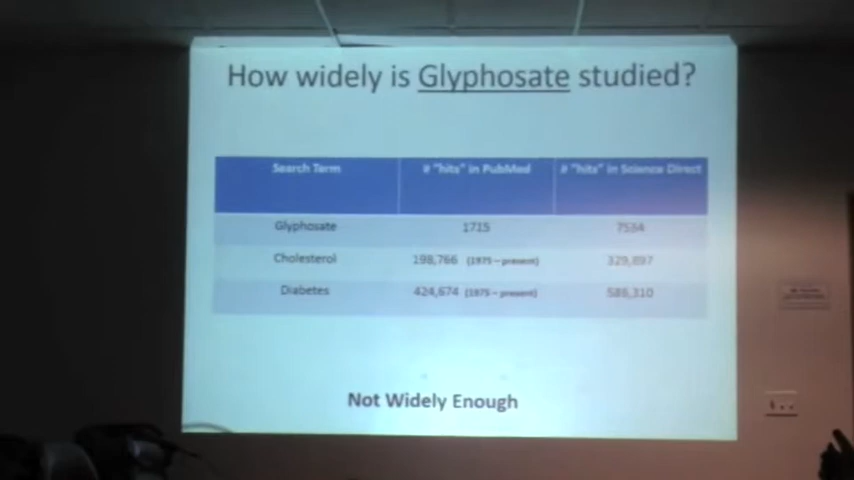 How widely is Glyphosate studied?
Search Term # "hits" in PubMed # "hits" in Science Direct
Glyphosate 1715 7534
Cholesterol 198,766 (1975 – present) 329,897
Diabetes 424,674 (1975 – present) 586,310
Not Widely Enough